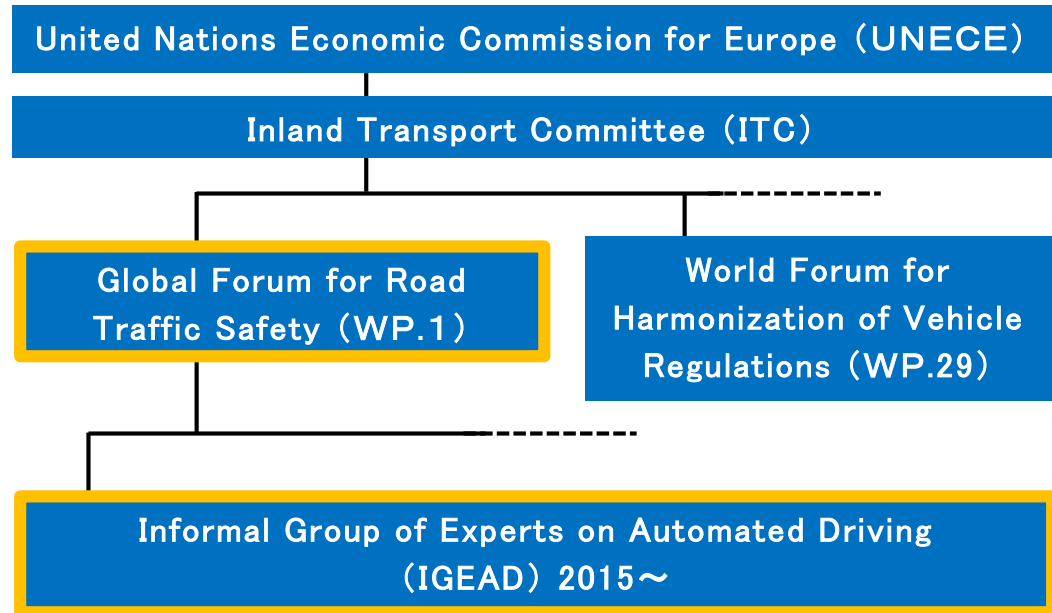 United Nations Economic Commission for Europe（UNECE）
Inland Transport Committee（ITC）
Global Forum for Road
Traffic Safety（WP.1）
World Forum for
Harmonization of Vehicle
Regulations（WP.29）
Informal Group of Experts on Automated Driving
（IGEAD）2015～